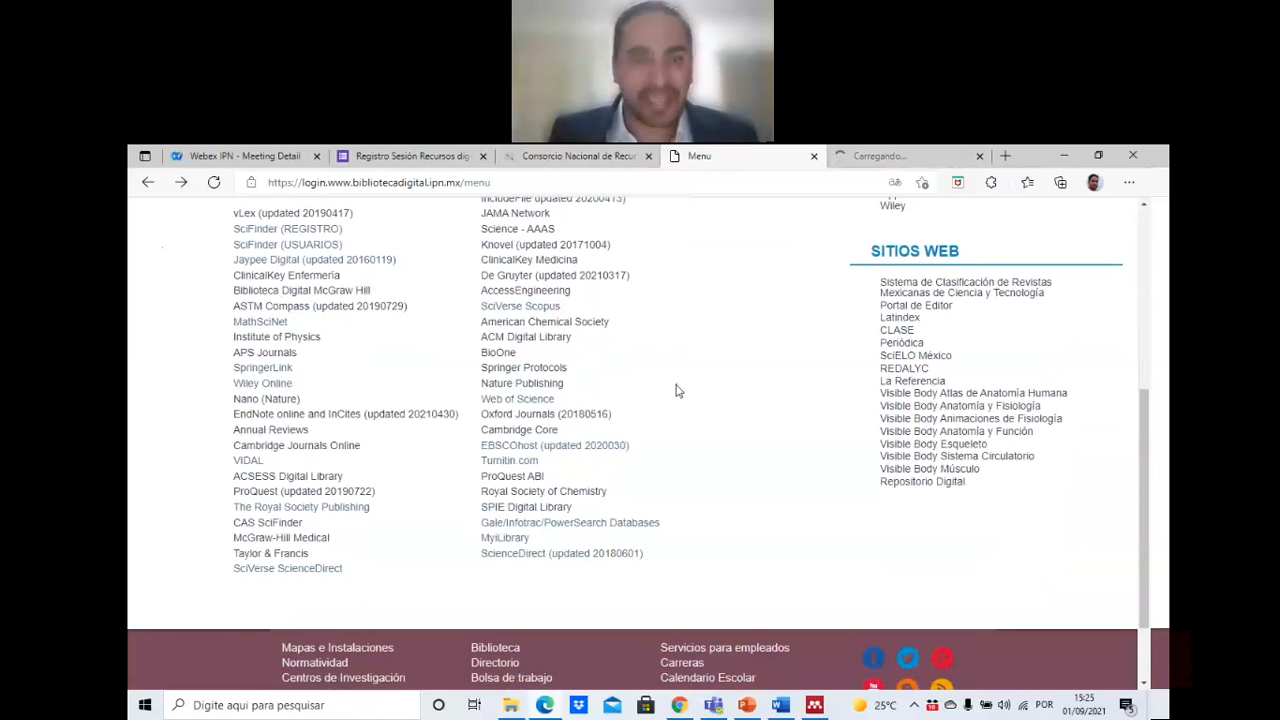 Webex IPN - Meeting Detail
Registro Sesión Recursos dig
Consorcio Nacional de Recur
Menu
Carregando...
https://login.www.bibliotecadigital.ipn.mx/menu
IncludeFile updated 20200413)
Wiley
vLex (updated 20190417)
JAMA Network
SciFinder (REGISTRO)
Science - AAAS
SciFinder (USUARIOS)
Knovel (updated 20171004)
Jaypee Digital (updated 20160119)
ClinicalKey Medicina
ClinicalKey Enfermería
De Gruyter (updated 20210317)
Biblioteca Digital McGraw Hill
AccessEngineering
ASTM Compass (updated 20190729)
SciVerse Scopus
MathSciNet
American Chemical Society
Institute of Physics
ACM Digital Library
APS Journals
BioOne
SpringerLink
Springer Protocols
Wiley Online
Nature Publishing
Nano (Nature)
Web of Science
EndNote online and InCites (updated 20210430)
Oxford Journals (20180516)
Annual Reviews
Cambridge Core
Cambridge Journals Online
EBSCOhost (updated 2020030)
VIDAL
Turnitin.com
ACSESS Digital Library
ProQuest ABI
ProQuest (updated 20190722)
Royal Society of Chemistry
The Royal Society Publishing
SPIE Digital Library
CAS SciFinder
Gale/Infotrac/PowerSearch Databases
McGraw-Hill Medical
MyiLibrary
Taylor & Francis
ScienceDirect (updated 20180601)
SciVerse ScienceDirect
SITIOS WEB
Sistema de Clasificación de Revistas
Mexicanas de Ciencia y Tecnología
Portal de Editor
Latindex
CLASE
Periódica
SciELO México
REDALYC
La Referencia
Visible Body Atlas de Anatomía Humana
Visible Body Anatomía y Fisiología
Visible Body Animaciones de Fisiología
Visible Body Anatomía y Función
Visible Body Esqueleto
Visible Body Sistema Circulatorio
Visible Body Músculo
Repositorio Digital
Mapas e Instalaciones
Biblioteca
Servicios para empleados
Normatividad
Directorio
Carreras
Centros de Investigación
Bolsa de trabajo
Calendario Escolar
Digite aqui para pesquisar
25°C
POR
15:25
01/09/2021